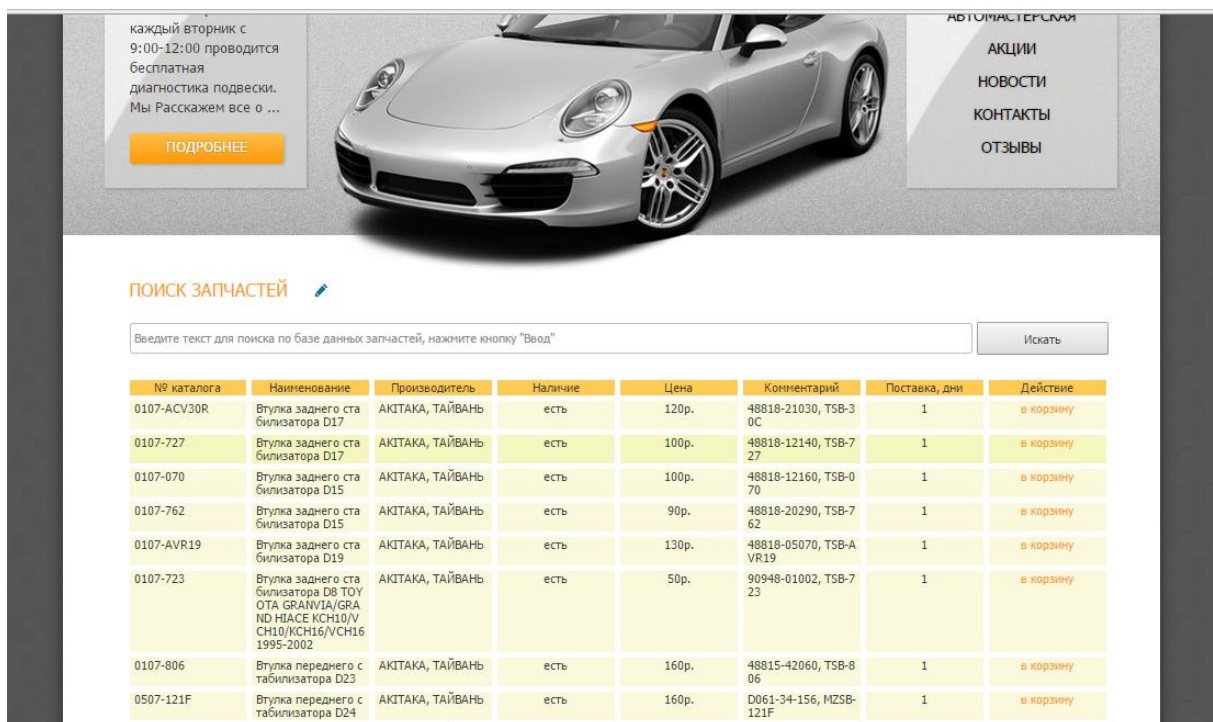 каждый вторник с
9:00-12:00 проводится
бесплатная
диагностика подвески.
Мы Расскажем все о ...
ПОДРОБНЕЕ
АВТОМАСТЕРСКАЯ
АКЦИИ
НОВОСТИ
КОНТАКТЫ
ОТЗЫВЫ
ПОИСК ЗАПЧАСТЕЙ
Введите текст для поиска по базе данных запчастей, нажмите кнопку "Ввод"
Искать
№ каталога Наименование Производитель Наличие Цена Комментарий Поставка, дни Действие
0107-ACV30R Втулка заднего ста AKITAKA, ТАЙВАНЬ есть 120р. 48818-21030, TSB-3 1 в корзину
билизатора D17 0C
0107-727 Втулка заднего ста AKITAKA, ТАЙВАНЬ есть 100р. 48818-12140, TSB-7 1 в корзину
билизатора D17 27
0107-070 Втулка заднего ста AKITAKA, ТАЙВАНЬ есть 100р. 48818-12160, TSB-0 1 в корзину
билизатора D15 70
0107-762 Втулка заднего ста AKITAKA, ТАЙВАНЬ есть 90р. 48818-20290, TSB-7 1 в корзину
билизатора D15 62
0107-AVR19 Втулка заднего ста AKITAKA, ТАЙВАНЬ есть 130р. 48818-05070, TSB-A 1 в корзину
билизатора D19 VR19
0107-723 Втулка заднего ста AKITAKA, ТАЙВАНЬ есть 50р. 90948-01002, TSB-7 1 в корзину
билизатора D8 TOY 23
OTA GRANVIA/GRA
ND HIACE KCH10/V
CH10/KCH16/VCH16
1995-2002
0107-806 Втулка переднего с AKITAKA, ТАЙВАНЬ есть 160р. 48815-42060, TSB-8 1 в корзину
табилизатора D23 06
0507-121F Втулка переднего с AKITAKA, ТАЙВАНЬ есть 160р. D061-34-156, MZSB- 1 в корзину
табилизатора D24 121F